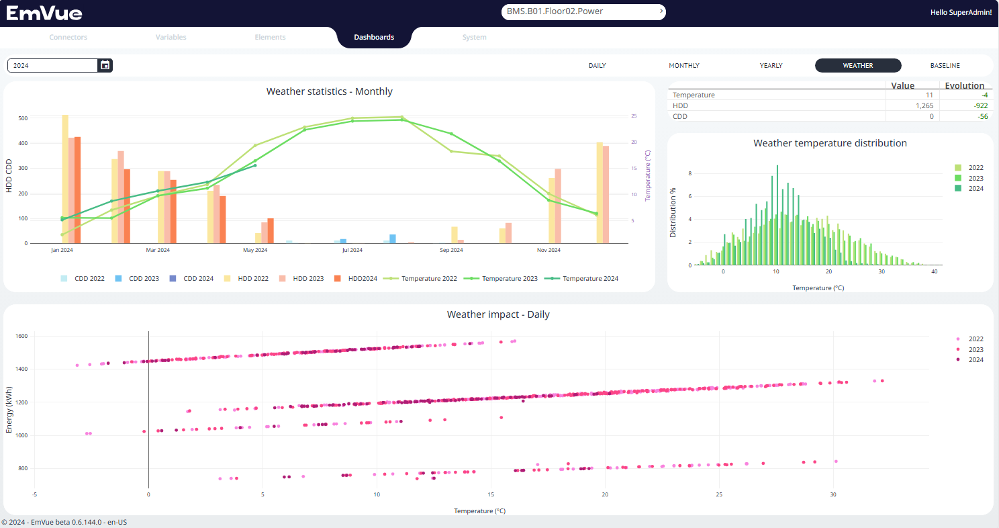 EmVue
BMS.B01.Floor02.Power
Hello SuperAdmin!
Connectors Variables Elements Dashboards System
2024
DAILY MONTHLY YEARLY WEATHER BASELINE
Weather statistics - Monthly
500
400
300
200
100
0
HDD CDD
25
20
15
10
5
Temperature (°C)
Jan 2024 Mar 2024 May 2024 Jul 2024 Sep 2024 Nov 2024
CDD 2022 CDD 2023 CDD 2024 HDD 2022 HDD 2023 HDD2024 Temperature 2022 Temperature 2023 Temperature 2024
Value Evolution
Temperature 11 -4
HDD 1,265 -922
CDD 0 -56
Weather temperature distribution
8
6
4
2
0
Distribution %
0 10 20 30 40
Temperature (°C)
2022
2023
2024
Weather impact - Daily
1600
1400
1200
1000
800
Energy (kWh)
-5 0 5 10 15 20 25 30
Temperature (°C)
2022
2023
2024
© 2024 - EmVue beta 0.6.144.0 - en-US